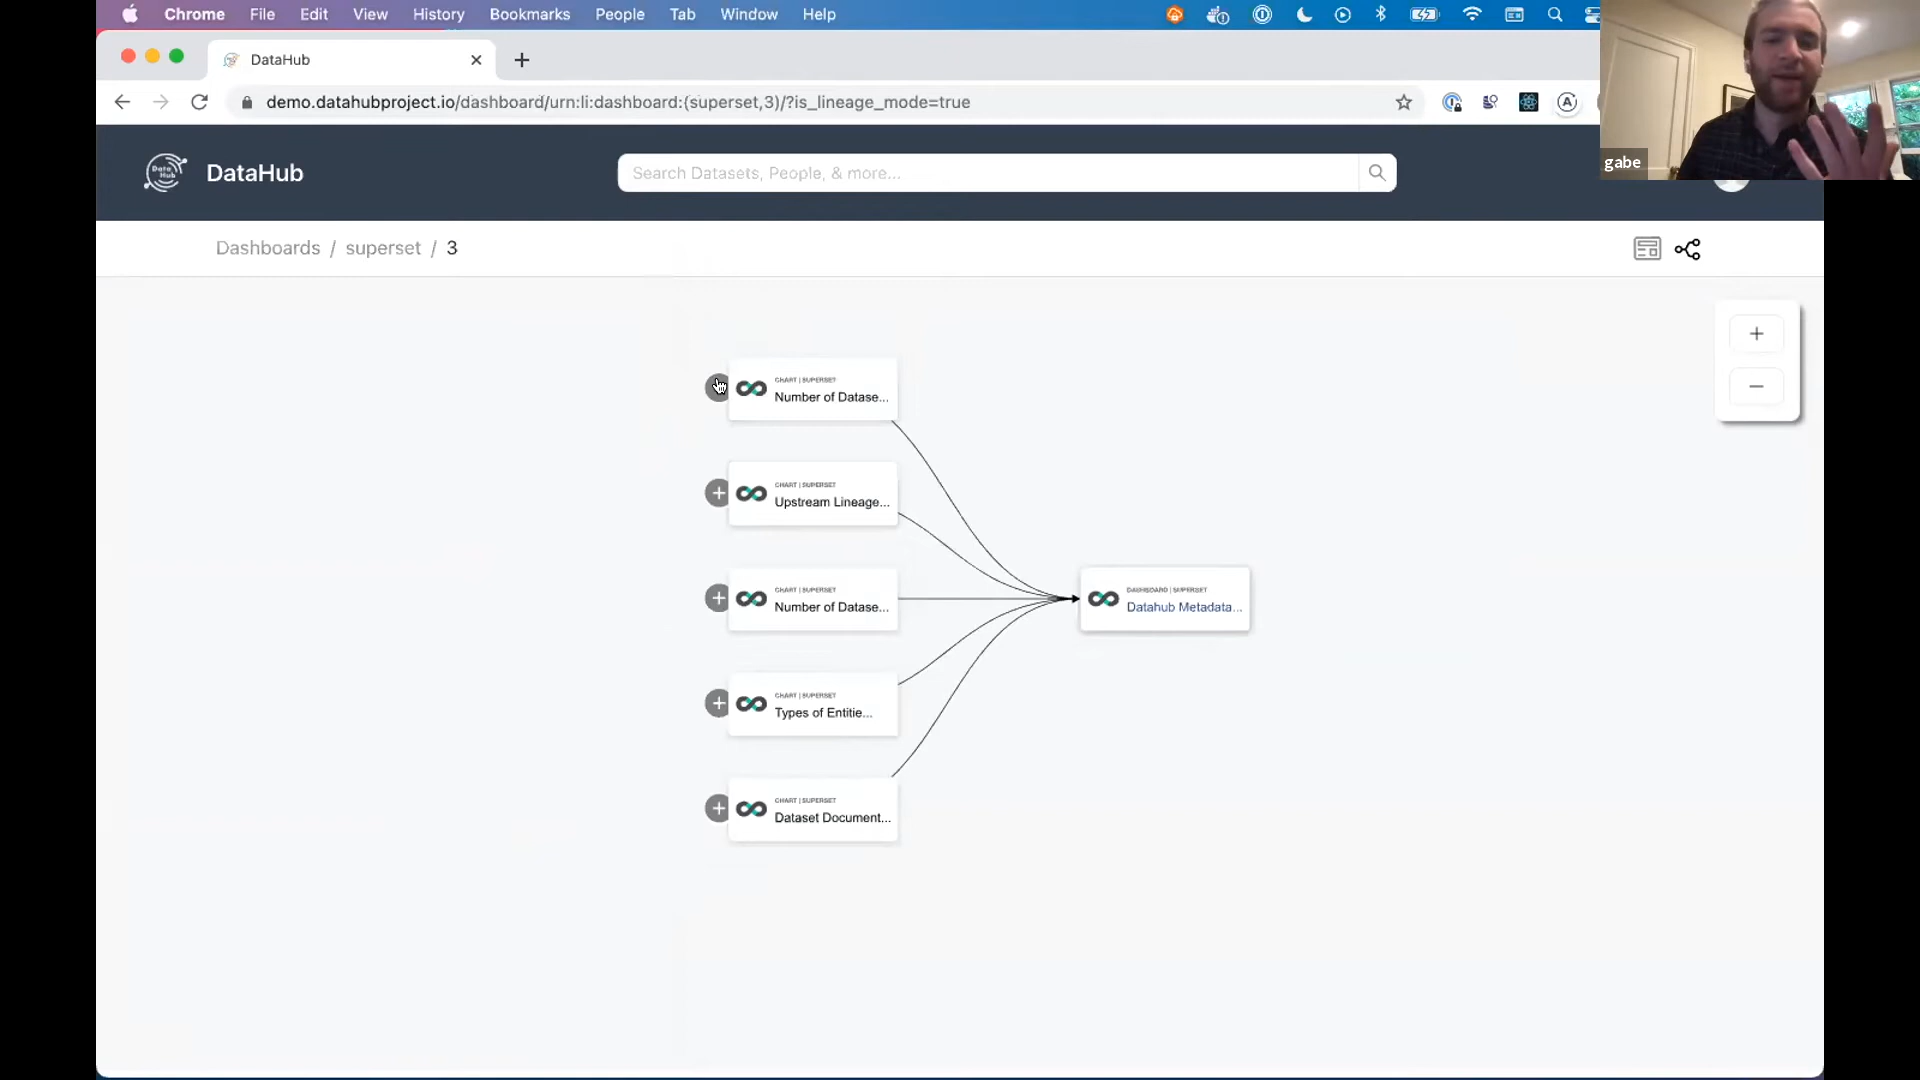 Chrome File Edit View History Bookmarks People Tab Window Help
DataHub
demo.datahubproject.io/dashboard/urn:li:dashboard:(superset,3)/?is_lineage_mode=true
gabe
Data Hub
DataHub
Search Datasets, People, & more...
Dashboards / superset / 3
CHART | SUPERSET
Number of Datase...
CHART | SUPERSET
Upstream Lineage...
CHART | SUPERSET
Number of Datase...
DASHBOARD | SUPERSET
Datahub Metadata...
CHART | SUPERSET
Types of Entitie...
CHART | SUPERSET
Dataset Document...